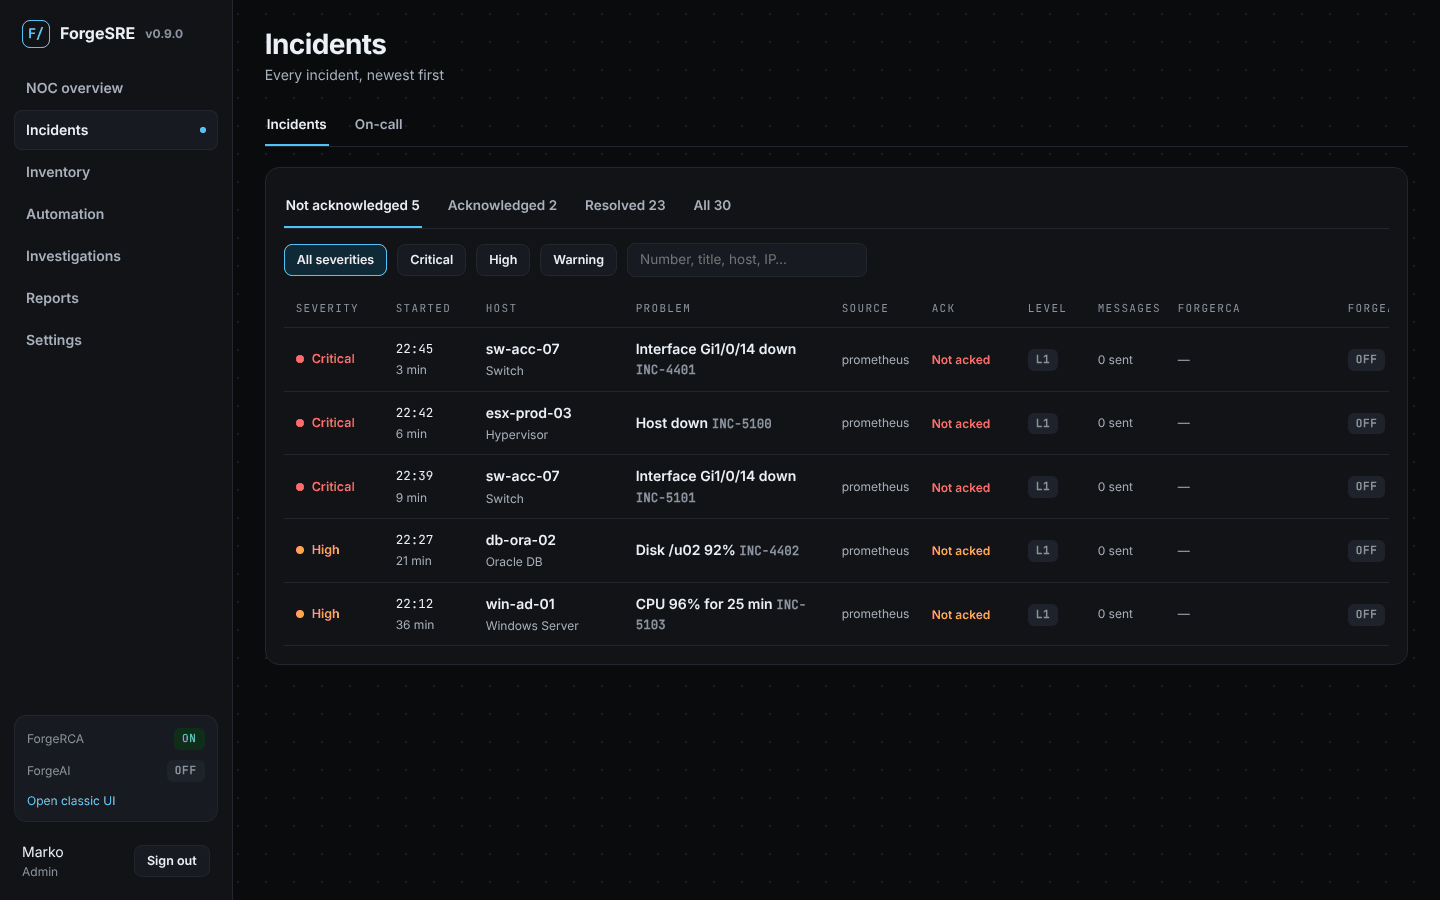 F/ ForgeSRE v0.9.0
NOC overview
Incidents
Inventory
Automation
Investigations
Reports
Settings
ForgeRCA ON
ForgeAI OFF
Open classic UI
Marko
Admin
Sign out
Incidents
Every incident, newest first
Incidents On-call
Not acknowledged 5 Acknowledged 2 Resolved 23 All 30
All severities Critical High Warning Number, title, host, IP...
SEVERITY STARTED HOST PROBLEM SOURCE ACK LEVEL MESSAGES FORGERCA
Critical 22:45 sw-acc-07 Interface Gi1/0/14 down prometheus Not acked L1 0 sent — OFF
3 min Switch INC-4401
Critical 22:42 esx-prod-03 Host down INC-5100 prometheus Not acked L1 0 sent — OFF
6 min Hypervisor
Critical 22:39 sw-acc-07 Interface Gi1/0/14 down prometheus Not acked L1 0 sent — OFF
9 min Switch INC-5101
High 22:27 db-ora-02 Disk /u02 92% INC-4402 prometheus Not acked L1 0 sent — OFF
21 min Oracle DB
High 22:12 win-ad-01 CPU 96% for 25 min INC- prometheus Not acked L1 0 sent — OFF
36 min Windows Server 5103